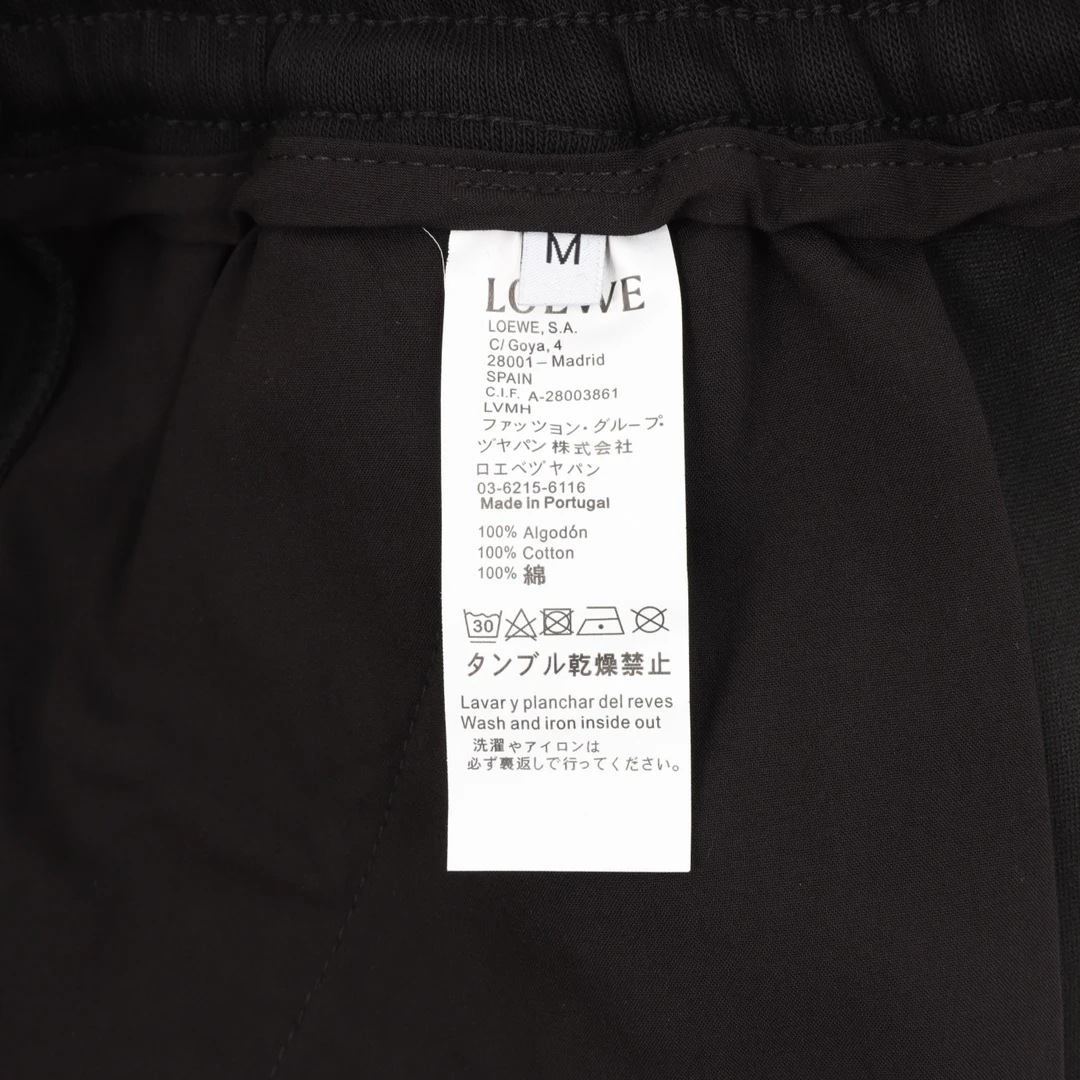 M
LOEWE
LOEWE, S.A.
C/ Goya, 4
28001 – Madrid
SPAIN
C.I.F. A-28003861
LVMH
ファッツョン・グループ・
ヅャパン 株式会社
ロエベヅャパン
03-6215-6116
Made in Portugal
100% Algodón
100% Cotton
100% 綿
30
タンブル乾燥禁止
Lavar y planchar del reves
Wash and iron inside out
洗濯やアイロンは
必ず裏返しで行ってください。